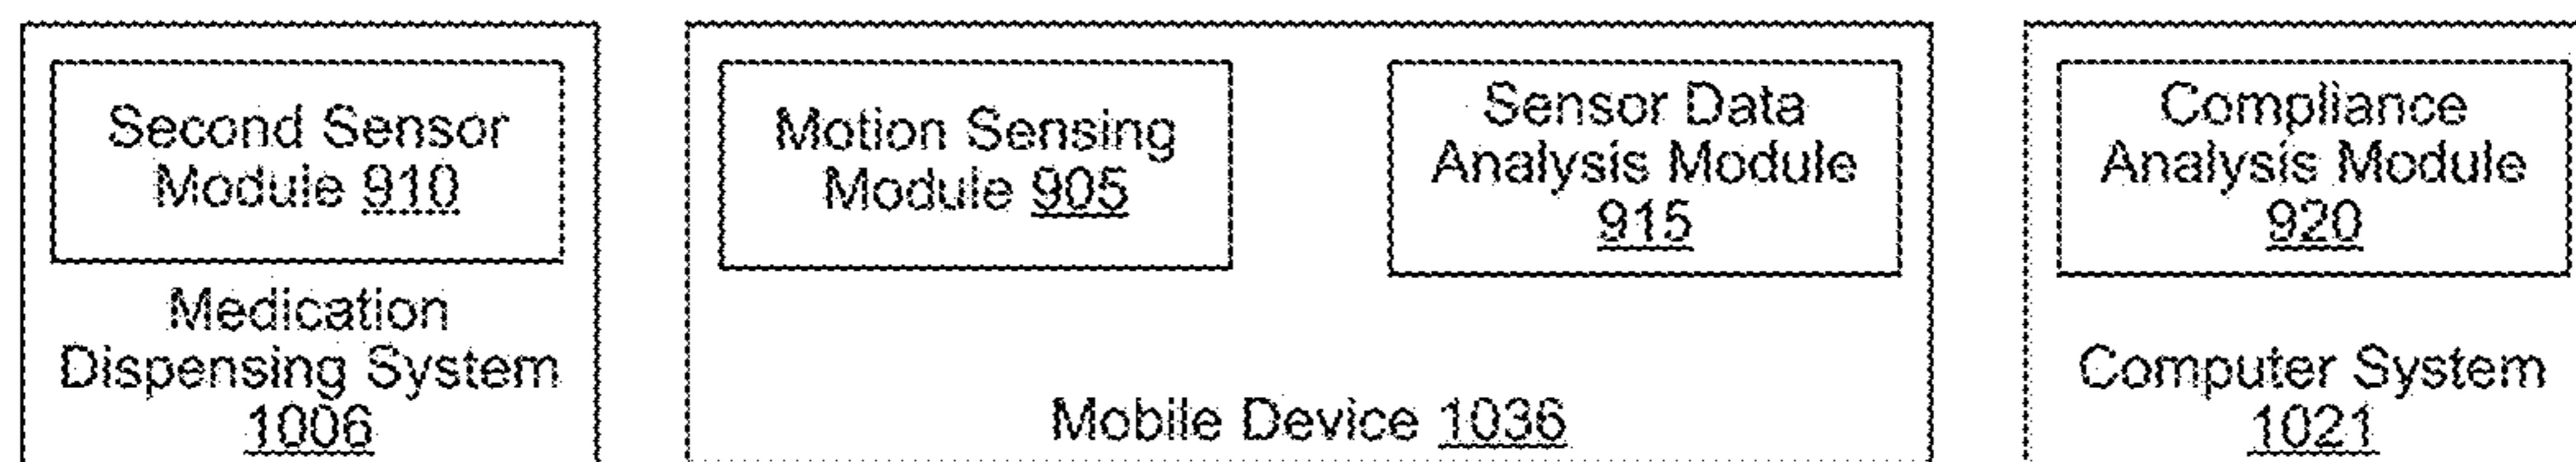 Second Sensor
Module 910
Medication
Dispensing System
1006
Motion Sensing
Module 905
Sensor Data
Analysis Module
915
Mobile Device 1036
Compliance
Analysis Module
920
Computer System
1021